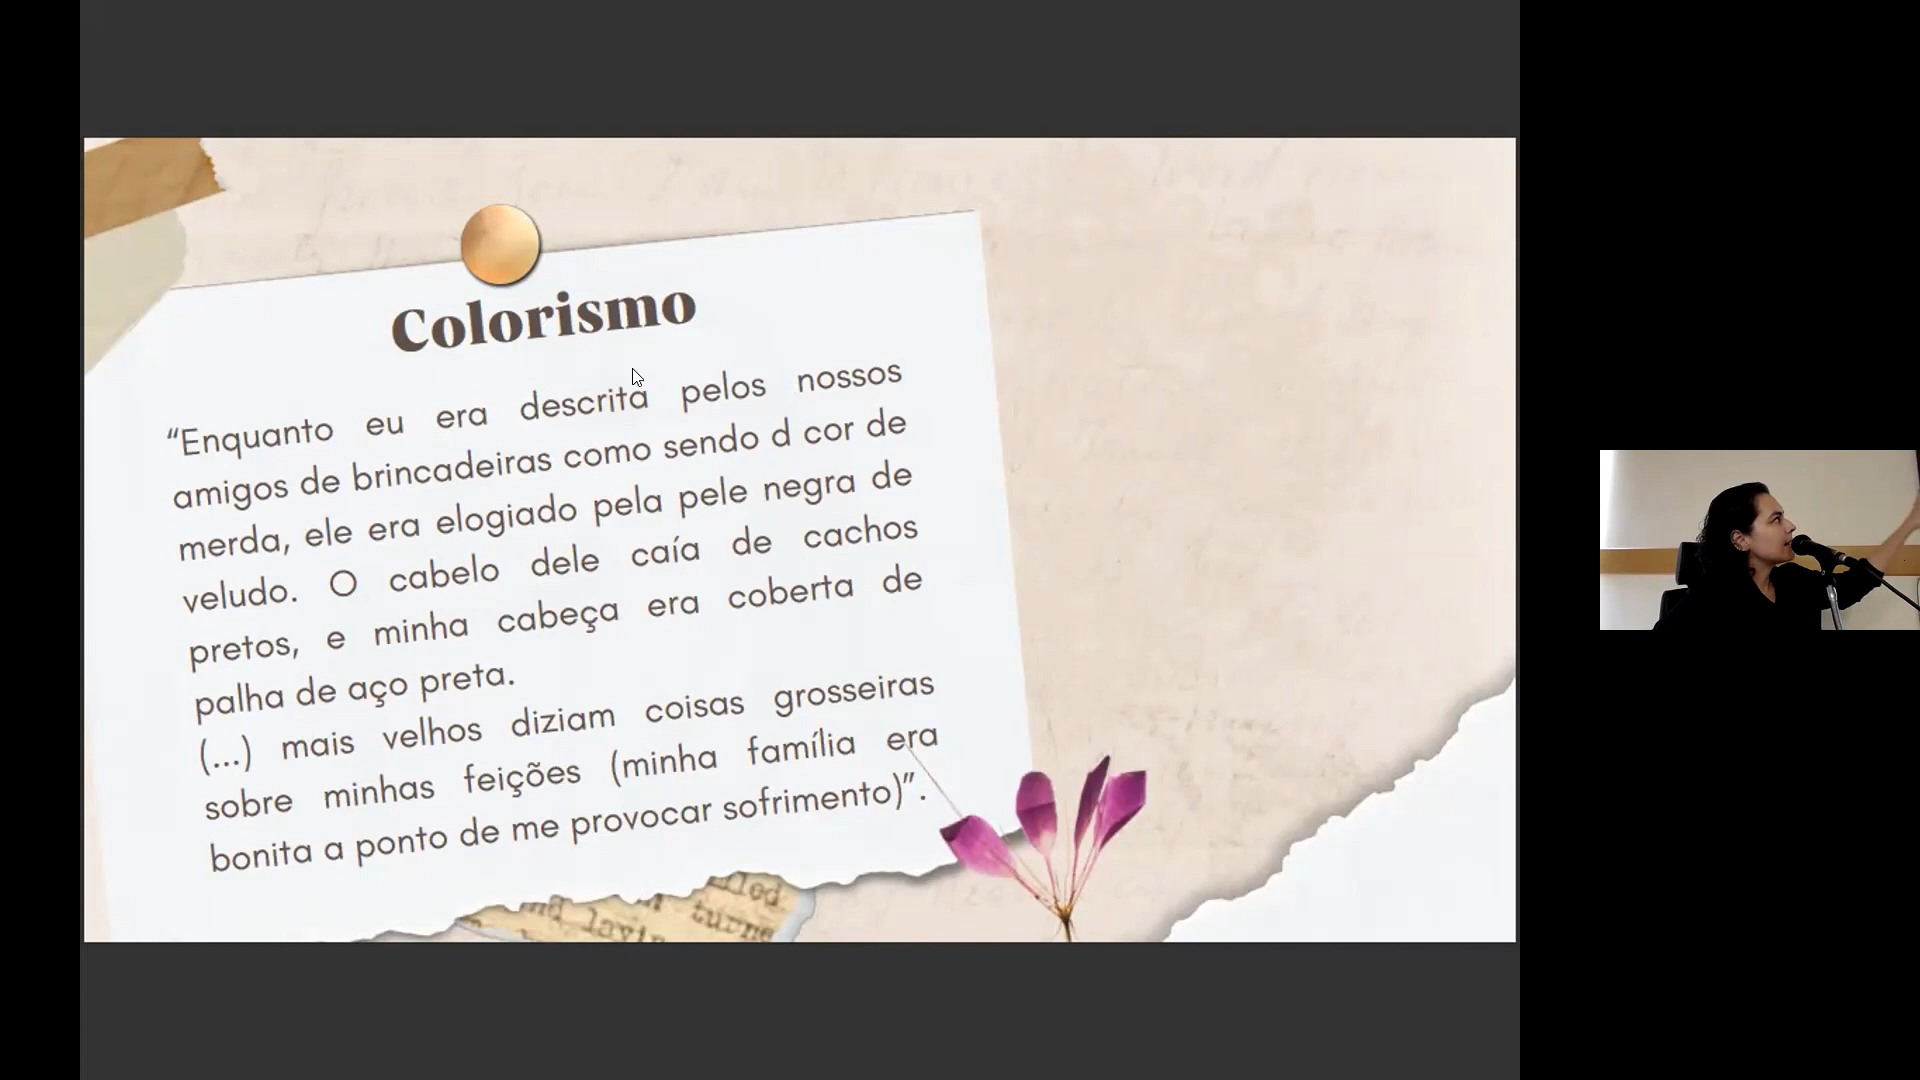 Colorismo
“Enquanto eu era descrita pelos nossos
amigos de brincadeiras como sendo d cor de
merda, ele era elogiado pela pele negra de
veludo. O cabelo dele caía de cachos
pretos, e minha cabeça era coberta de
palha de aço preta.
(...) mais velhos diziam coisas grosseiras
sobre minhas feições (minha família era
bonita a ponto de me provocar sofrimento)”.
turne